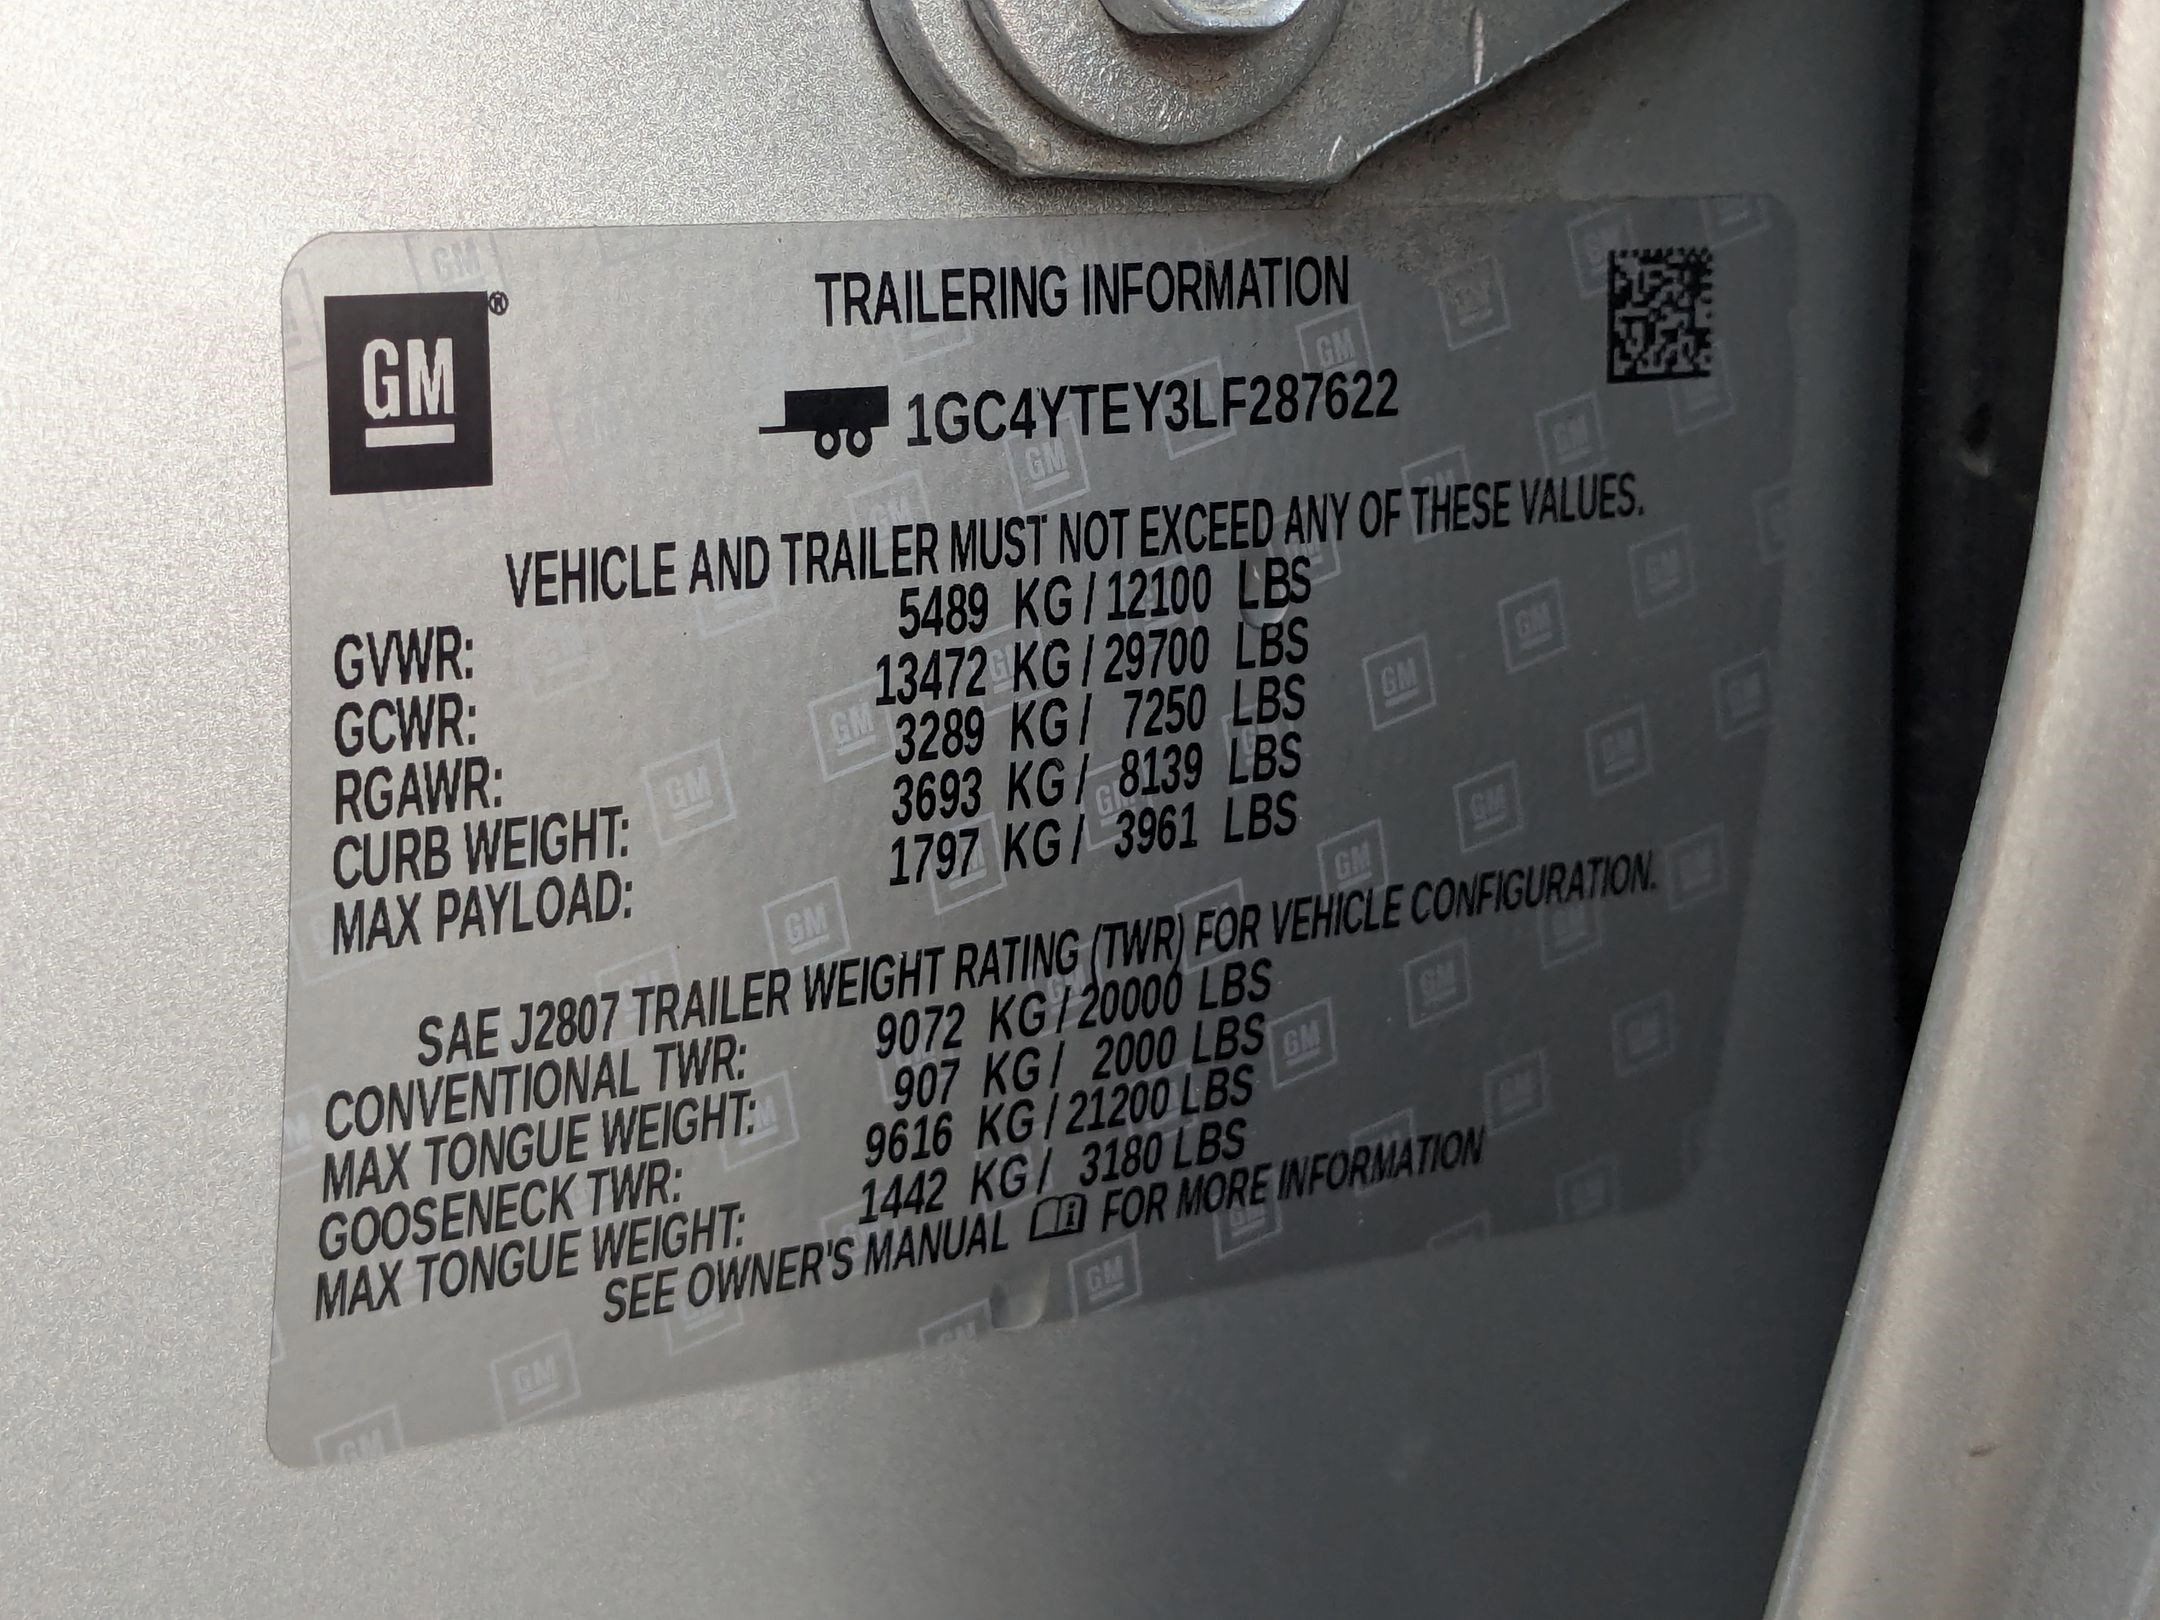 GM®
TRAILERING INFORMATION
1GC4YTEY3LF287622
VEHICLE AND TRAILER MUST NOT EXCEED ANY OF THESE VALUES.
GVWR: 5489 KG / 12100 LBS
GCWR: 13472 KG / 29700 LBS
RGAWR: 3289 KG / 7250 LBS
CURB WEIGHT: 3693 KG / 8139 LBS
MAX PAYLOAD: 1797 KG / 3961 LBS
SAE J2807 TRAILER WEIGHT RATING (TWR) FOR VEHICLE CONFIGURATION.
CONVENTIONAL TWR: 9072 KG / 20000 LBS
MAX TONGUE WEIGHT: 907 KG / 2000 LBS
GOOSENECK TWR: 9616 KG / 21200 LBS
MAX TONGUE WEIGHT: 1442 KG / 3180 LBS
SEE OWNER'S MANUAL FOR MORE INFORMATION